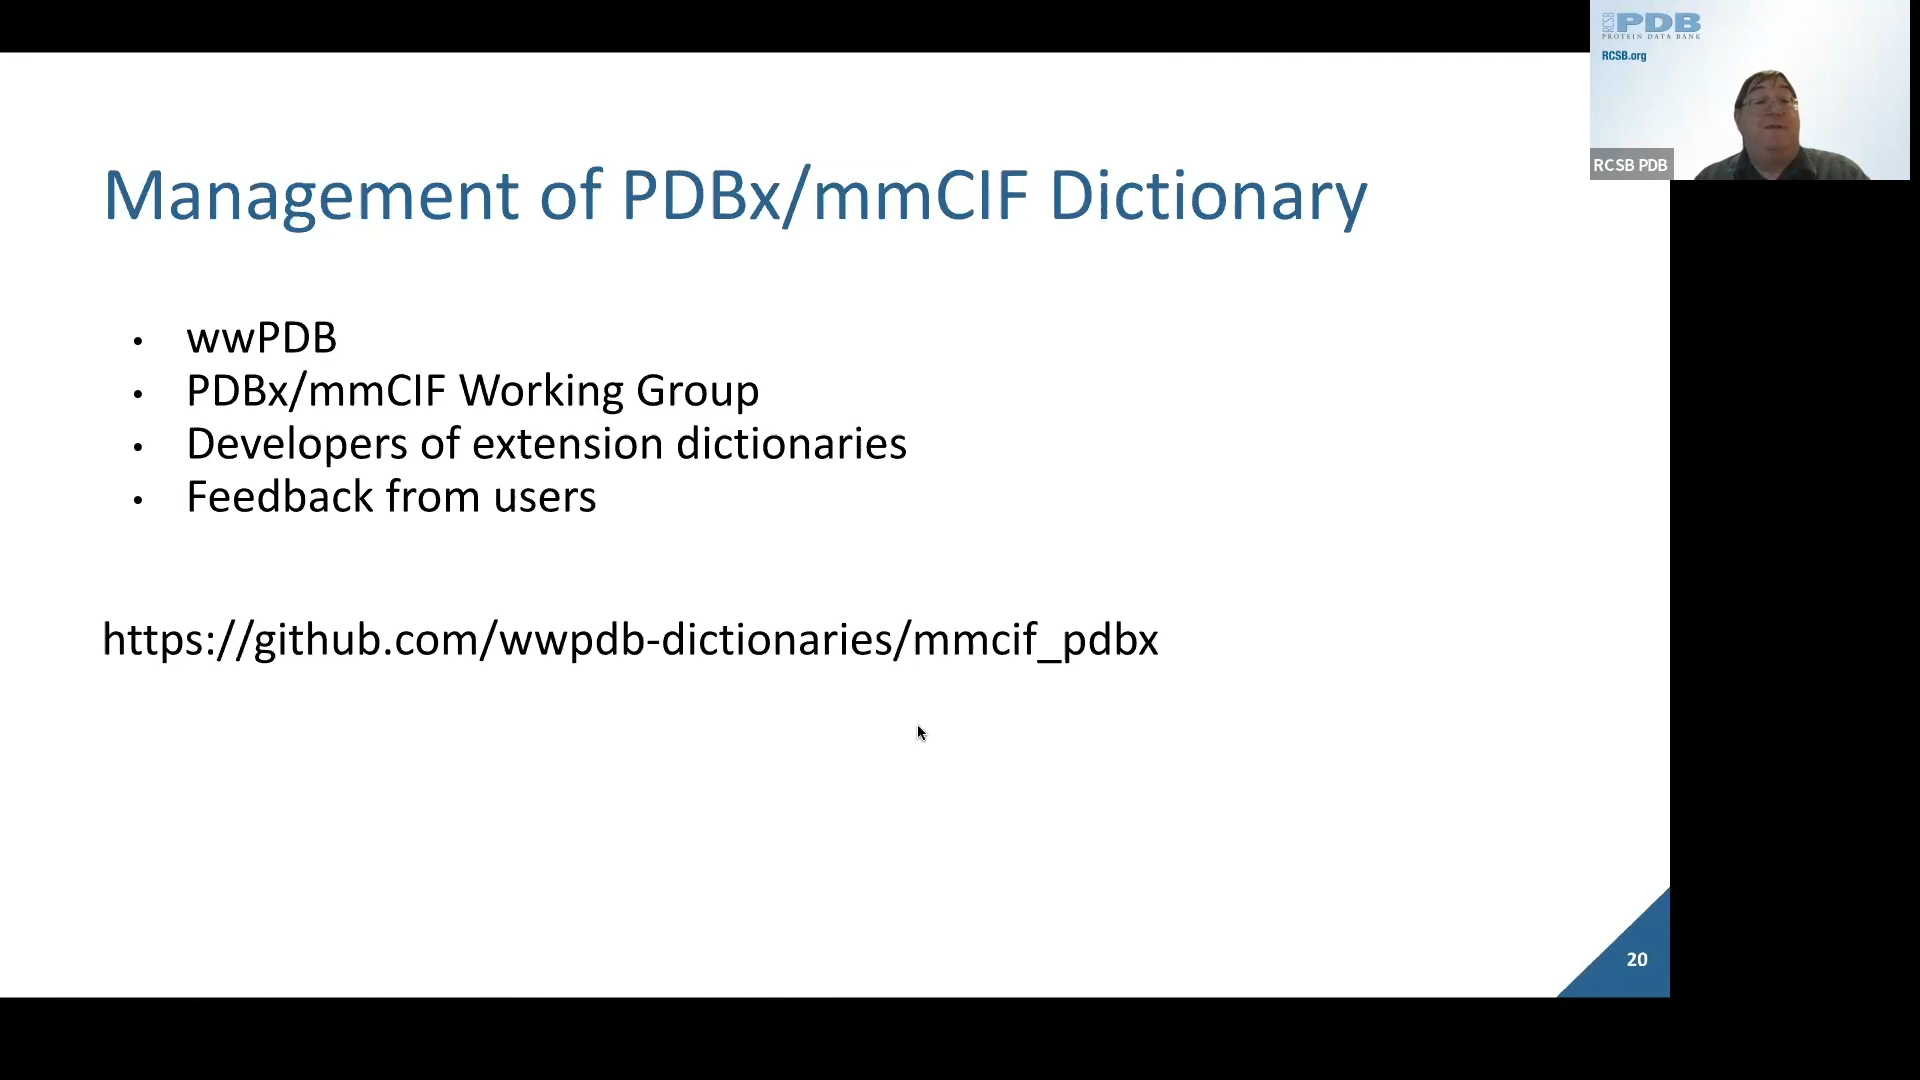 RCSB PDB
PROTEIN DATA BANK
RCSB.org
RCSB PDB
Management of PDBx/mmCIF Dictionary
• wwPDB
• PDBx/mmCIF Working Group
• Developers of extension dictionaries
• Feedback from users
https://github.com/wwpdb-dictionaries/mmcif_pdbx
20